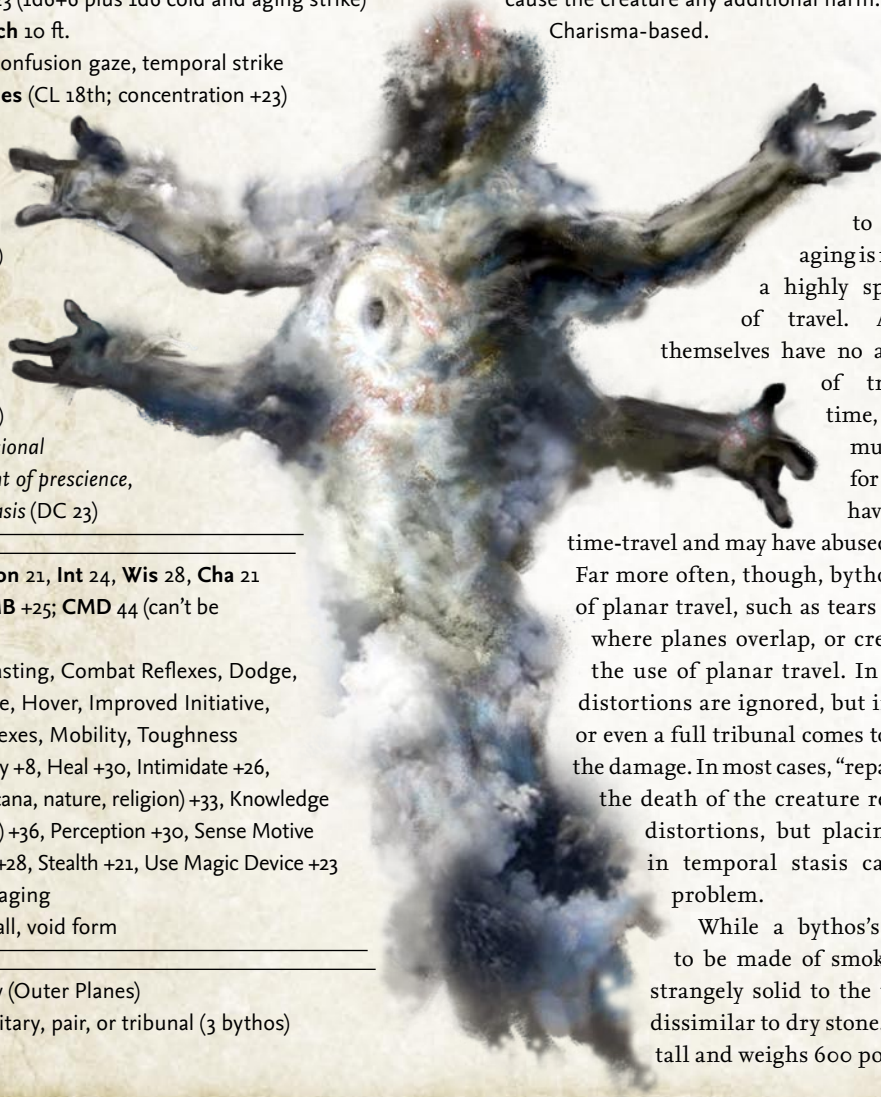 (1d6+6 plus 1d6 cold and aging strike)
ch 10 ft.
onfusion gaze, temporal strike
es (CL 18th; concentration +23)
)
)
sional
nt of prescience,
asis (DC 23)
on 21, Int 24, Wis 28, Cha 21
MB +25; CMD 44 (can't be
asting, Combat Reflexes, Dodge,
e, Hover, Improved Initiative,
exes, Mobility, Toughness
y +8, Heal +30, Intimidate +26,
cana, nature, religion) +33, Knowledge
) +36, Perception +30, Sense Motive
+28, Stealth +21, Use Magic Device +23
aging
all, void form
y (Outer Planes)
itary, pair, or tribunal (3 bythos)
cause the creature any additional harm.
Charisma-based.
to
aging is
a highly sp
of travel. A
themselves have no a
of tr
time,
mu
for
hav
time-travel and may have abused
Far more often, though, bytho
of planar travel, such as tears
where planes overlap, or cre
the use of planar travel. In
distortions are ignored, but i
or even a full tribunal comes to
the damage. In most cases, “repa
the death of the creature re
distortions, but placin
in temporal stasis ca
problem.
While a bythos's
to be made of smok
strangely solid to the
dissimilar to dry stone.
tall and weighs 600 po